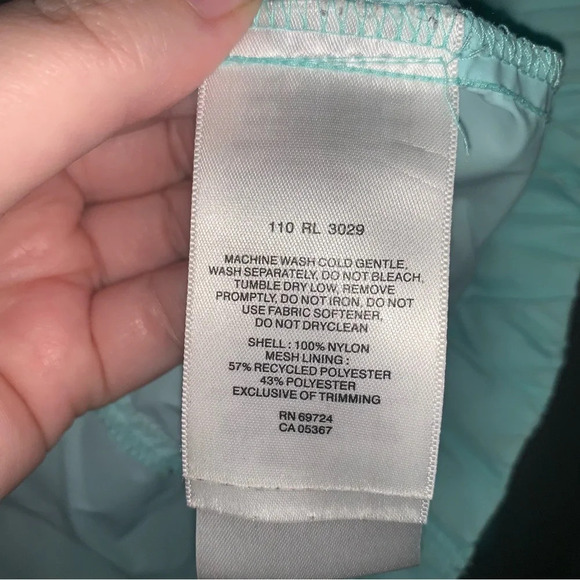 110 RL 3029
MACHINE WASH COLD GENTLE,
WASH SEPARATELY, DO NOT BLEACH,
TUMBLE DRY LOW, REMOVE
PROMPTLY, DO NOT IRON, DO NOT
USE FABRIC SOFTENER,
DO NOT DRYCLEAN
SHELL : 100% NYLON
MESH LINING :
57% RECYCLED POLYESTER
43% POLYESTER
EXCLUSIVE OF TRIMMING
RN 69724
CA 05367